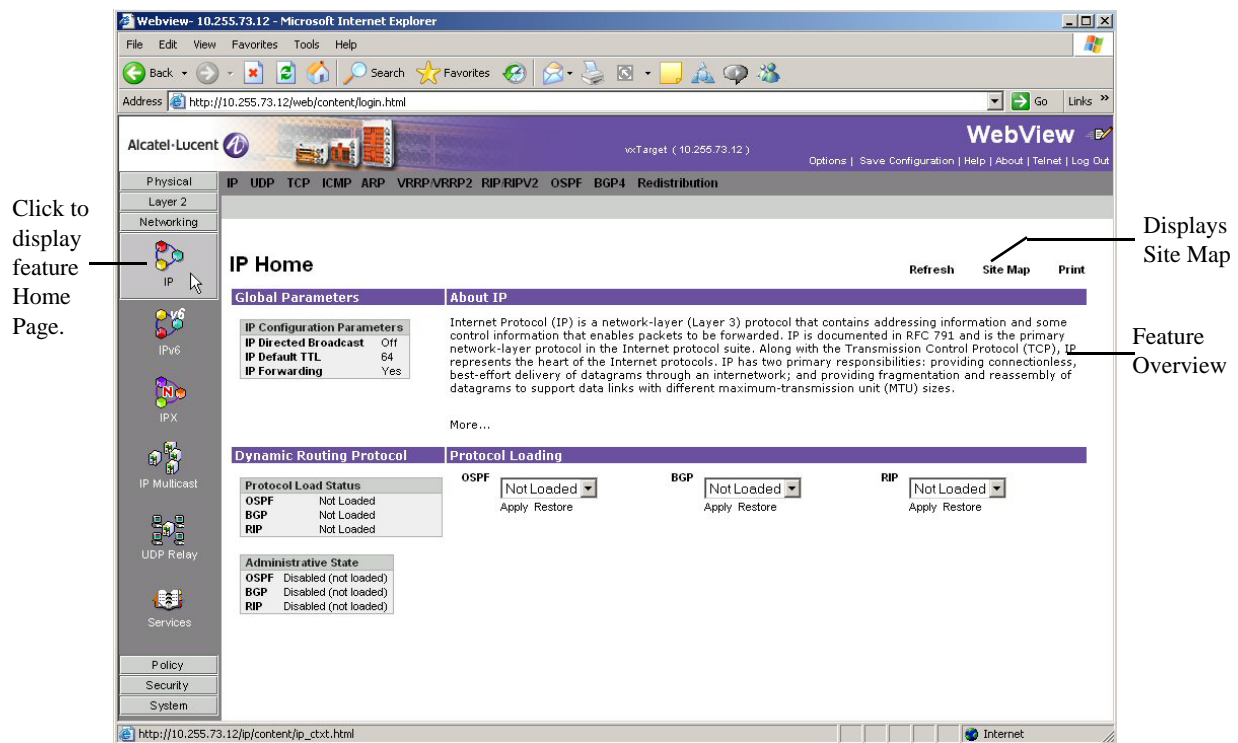 Webview- 10.255.73.12 - Microsoft Internet Explorer
File Edit View Favorites Tools Help
Back Search Favorites
Address http://10.255.73.12/web/content/login.html Go Links »
Alcatel·Lucent
vxTarget ( 10.255.73.12 )
WebView
Options | Save Configuration | Help | About | Telnet | Log Out
Physical
Layer 2
Networking
IP
IPv6
IPX
IP Multicast
UDP Relay
Services
Policy
Security
System
IP UDP TCP ICMP ARP VRRP/VRRP2 RIP/RIPV2 OSPF BGP4 Redistribution
IP Home
Refresh Site Map Print
Global Parameters
IP Configuration Parameters
IP Directed Broadcast Off
IP Default TTL 64
IP Forwarding Yes
About IP
Internet Protocol (IP) is a network-layer (Layer 3) protocol that contains addressing information and some
control information that enables packets to be forwarded. IP is documented in RFC 791 and is the primary
network-layer protocol in the Internet protocol suite. Along with the Transmission Control Protocol (TCP), IP
represents the heart of the Internet protocols. IP has two primary responsibilities: providing connectionless,
best-effort delivery of datagrams through an internetwork; and providing fragmentation and reassembly of
datagrams to support data links with different maximum-transmission unit (MTU) sizes.
More...
Dynamic Routing Protocol
Protocol Load Status
OSPF Not Loaded
BGP Not Loaded
RIP Not Loaded
Administrative State
OSPF Disabled (not loaded)
BGP Disabled (not loaded)
RIP Disabled (not loaded)
Protocol Loading
OSPF Not Loaded
Apply Restore
BGP Not Loaded
Apply Restore
RIP Not Loaded
Apply Restore
http://10.255.73.12/ip/content/ip_ctxt.html Internet
Click to
display
feature
Home
Page.
Displays
Site Map
Feature
Overview